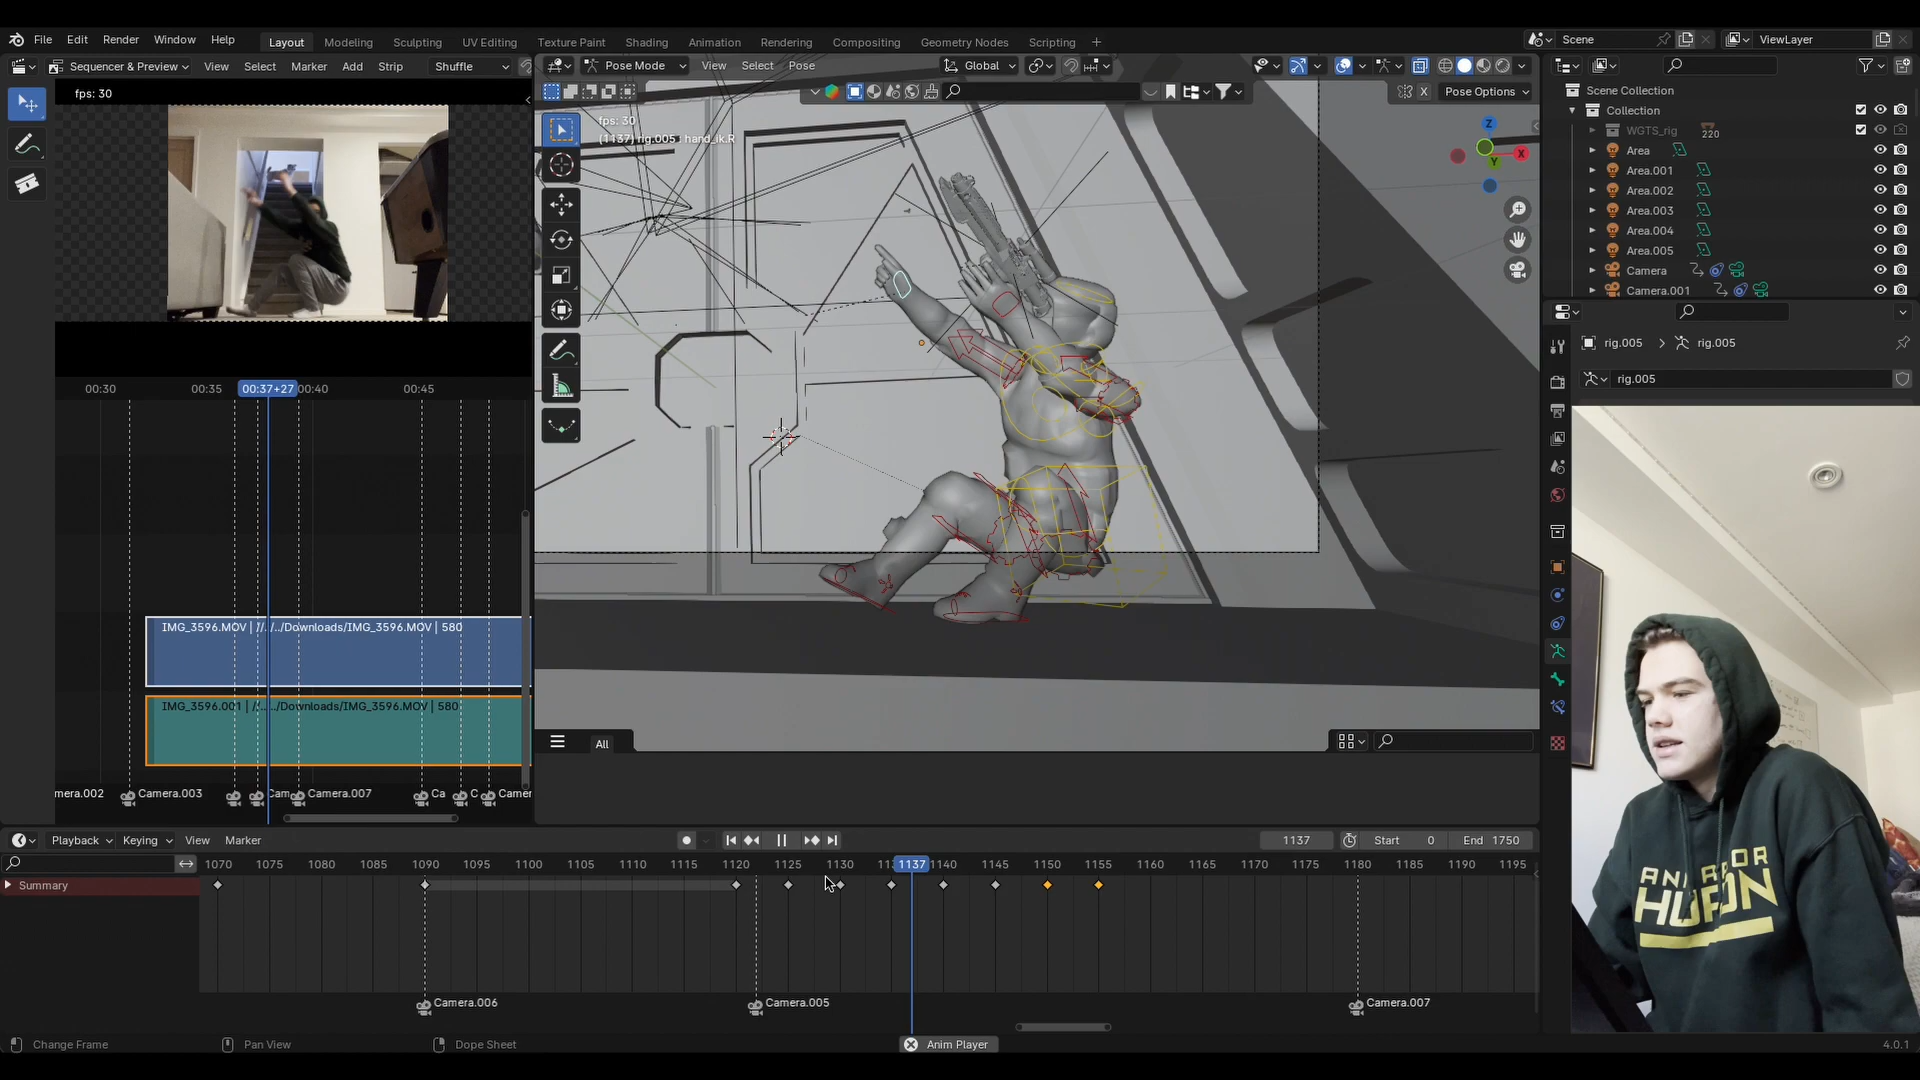 File Edit Render Window Help
Layout Modeling Sculpting UV Editing Texture Paint Shading Animation Rendering Compositing Geometry Nodes Scripting +
Scene
ViewLayer
Sequencer & Preview View Select Marker Add Strip Shuffle
Pose Mode View Select Pose Global
Pose Options
fps: 30
fps: 30
(1137) rig.005 : hand_ik.R
Z
X
Y
X
Scene Collection
Collection
WGTS_rig 220
Area
Area.001
Area.002
Area.003
Area.004
Area.005
Camera
Camera.001
rig.005 > rig.005
rig.005
00:30 00:35 00:37+27 00:40 00:45
IMG_3596.MOV | //../../Downloads/IMG_3596.MOV | 580
IMG_3596.001 | //../../Downloads/IMG_3596.MOV | 580
mera.002 Camera.003 Cam Camera.007 Ca C Camer
All
Playback Keying View Marker
1137 Start 0 End 1750
1070 1075 1080 1085 1090 1095 1100 1105 1110 1115 1120 1125 1130 113 1137 1140 1145 1150 1155 1160 1165 1170 1175 1180 1185 1190 1195
Summary
Camera.006 Camera.005 Camera.007
Change Frame Pan View Dope Sheet Anim Player 4.0.1